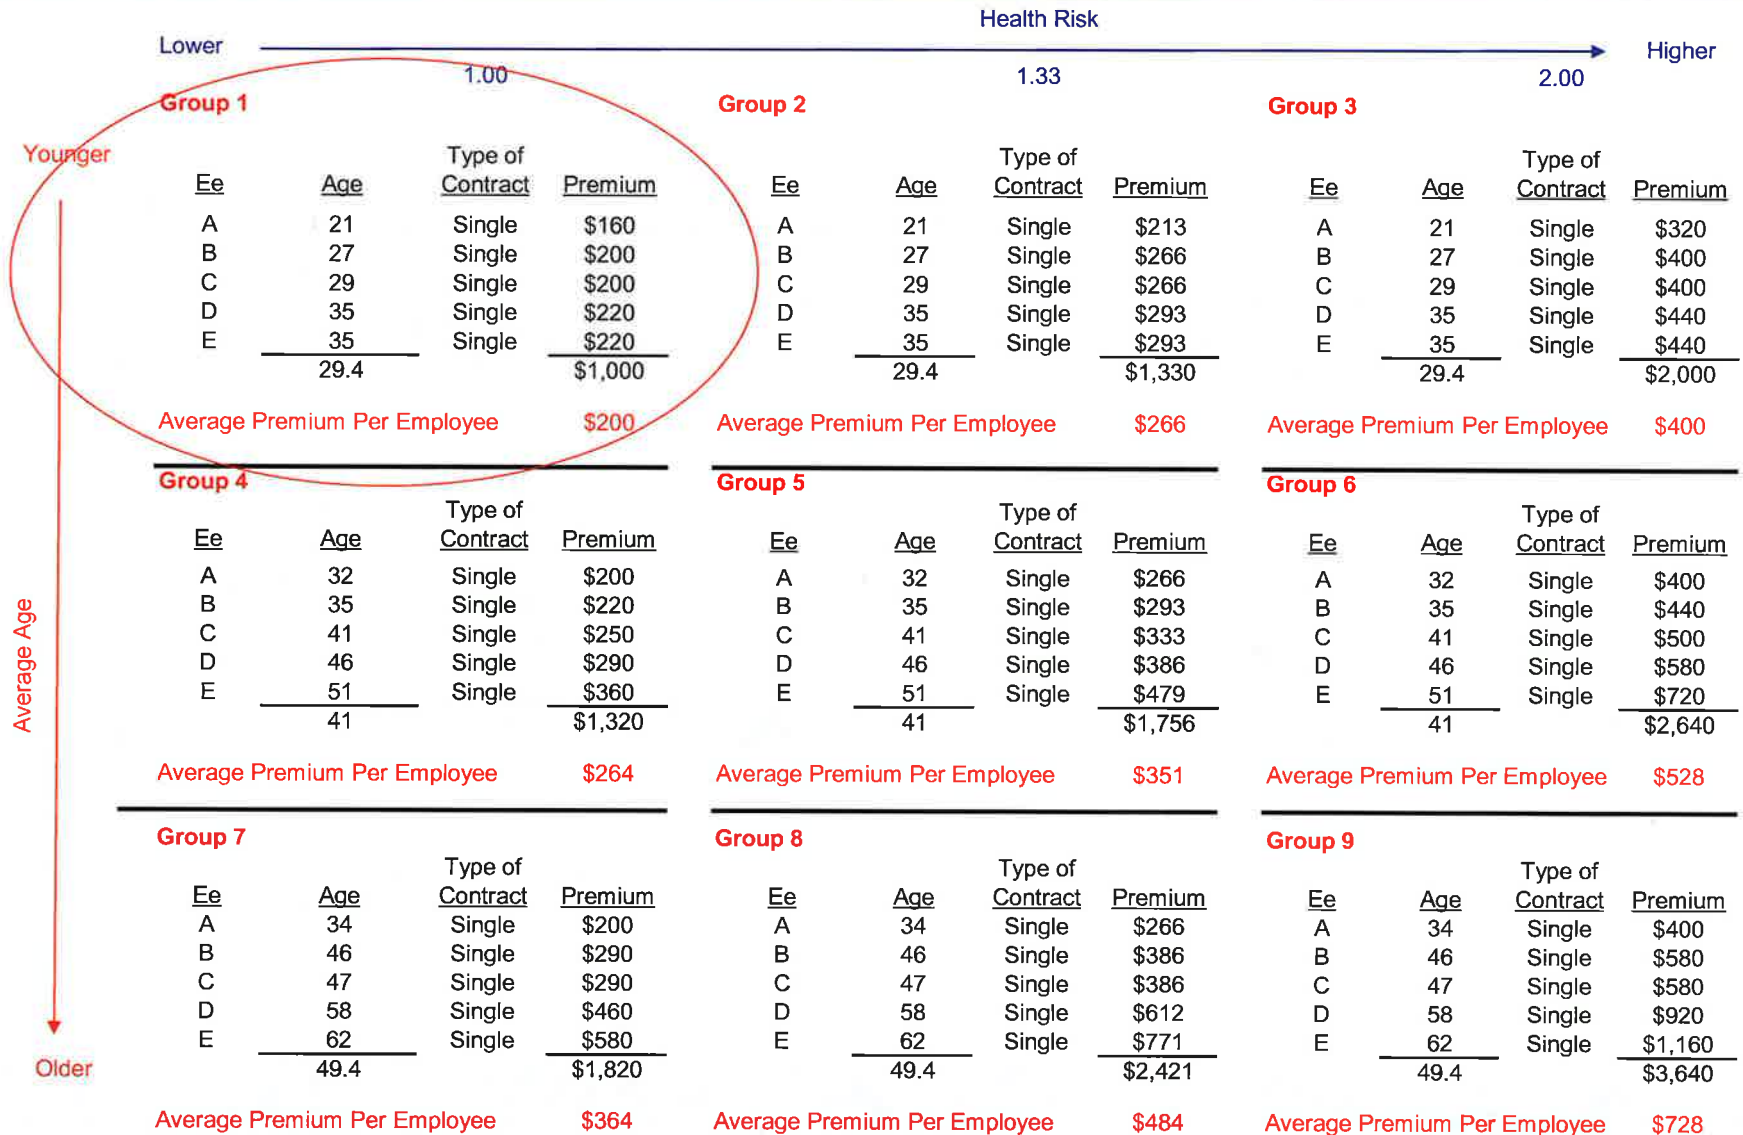 Health Risk
Lower Higher
1.00 1.33 2.00
Group 1 Group 2 Group 3
Younger
Type of Type of Type of
Ee Age Contract Premium Ee Age Contract Premium Ee Age Contract Premium
A 21 Single $160 A 21 Single $213 A 21 Single $320
B 27 Single $200 B 27 Single $266 B 27 Single $400
C 29 Single $200 C 29 Single $266 C 29 Single $400
D 35 Single $220 D 35 Single $293 D 35 Single $440
E 35 Single $220 E 35 Single $293 E 35 Single $440
29.4 $1,000 29.4 $1,330 29.4 $2,000
Average Premium Per Employee $200 Average Premium Per Employee $266 Average Premium Per Employee $400
Group 4 Group 5 Group 6
Type of Type of Type of
Ee Age Contract Premium Ee Age Contract Premium Ee Age Contract Premium
A 32 Single $200 A 32 Single $266 A 32 Single $400
B 35 Single $220 B 35 Single $293 B 35 Single $440
C 41 Single $250 C 41 Single $333 C 41 Single $500
D 46 Single $290 D 46 Single $386 D 46 Single $580
E 51 Single $360 E 51 Single $479 E 51 Single $720
41 $1,320 41 $1,756 41 $2,640
Average Age
Average Premium Per Employee $264 Average Premium Per Employee $351 Average Premium Per Employee $528
Group 7 Group 8 Group 9
Type of Type of Type of
Ee Age Contract Premium Ee Age Contract Premium Ee Age Contract Premium
A 34 Single $200 A 34 Single $266 A 34 Single $400
B 46 Single $290 B 46 Single $386 B 46 Single $580
C 47 Single $290 C 47 Single $386 C 47 Single $580
D 58 Single $460 D 58 Single $612 D 58 Single $920
E 62 Single $580 E 62 Single $771 E 62 Single $1,160
Older
49.4 $1,820 49.4 $2,421 49.4 $3,640
Average Premium Per Employee $364 Average Premium Per Employee $484 Average Premium Per Employee $728